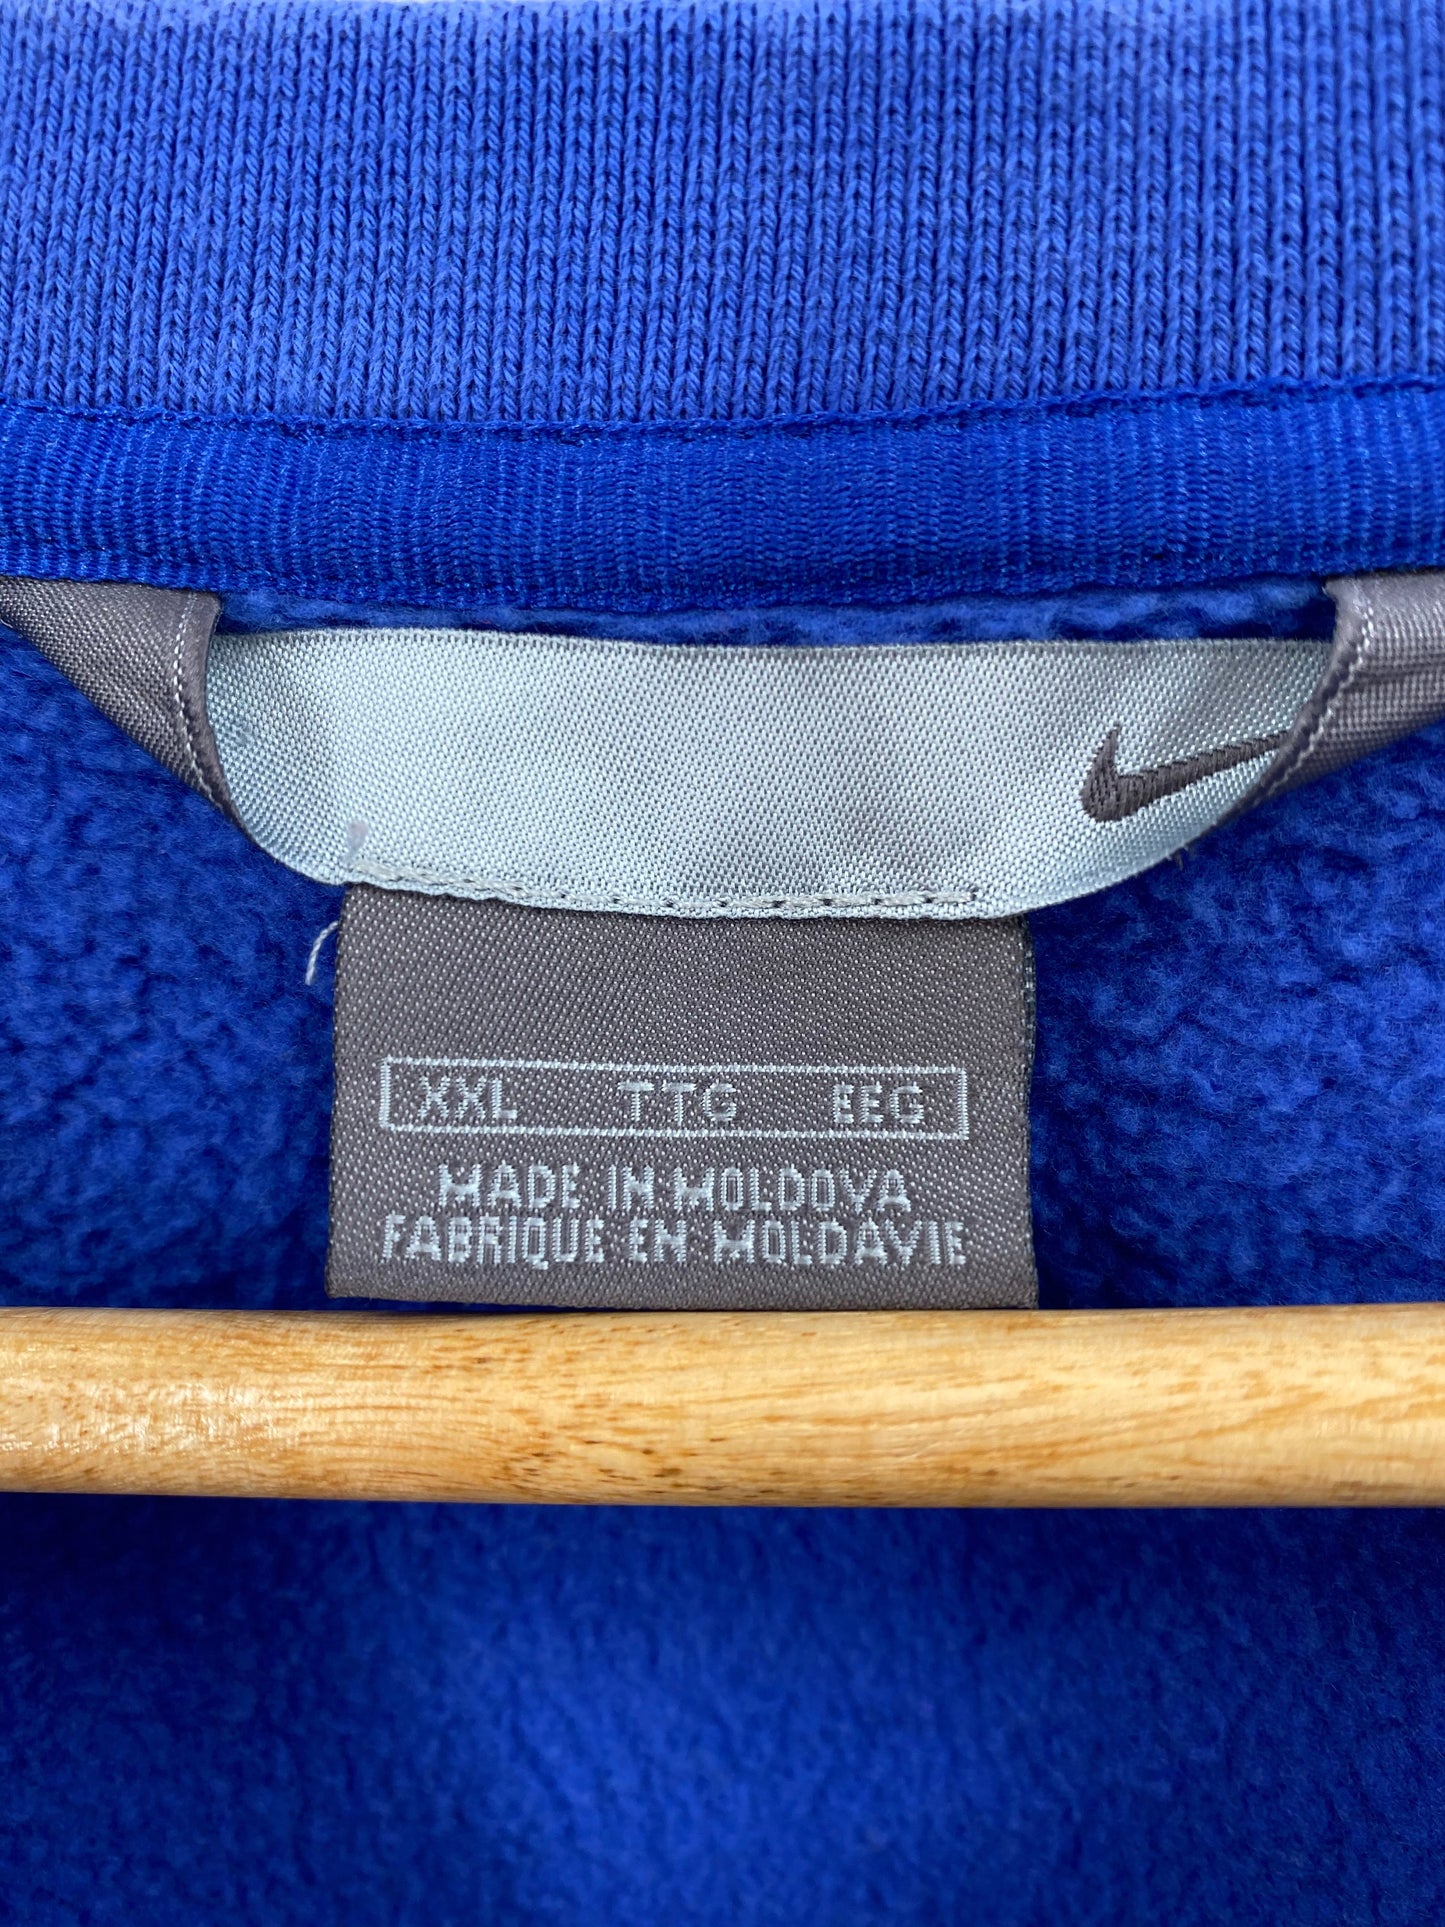 XXL TTG EEG
MADE IN MOLDOVA
FABRIQUE EN MOLDAVIE